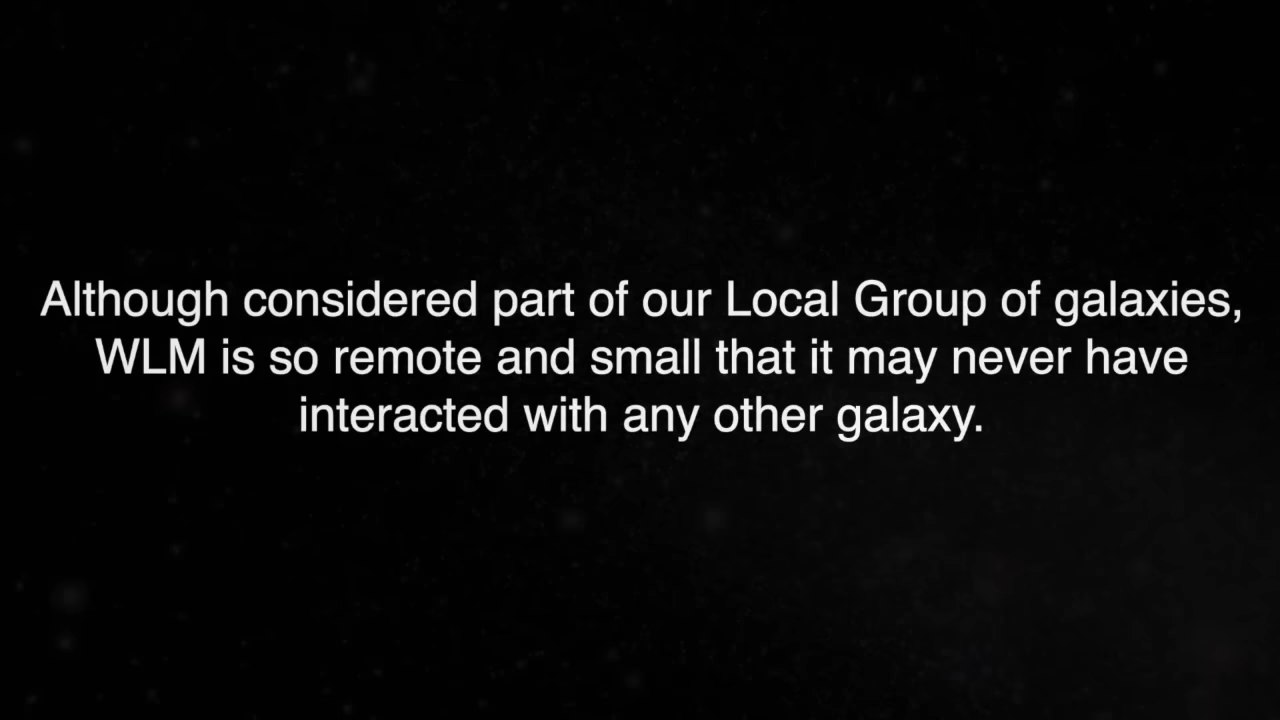 Although considered part of our Local Group of galaxies,
WLM is so remote and small that it may never have
interacted with any other galaxy.